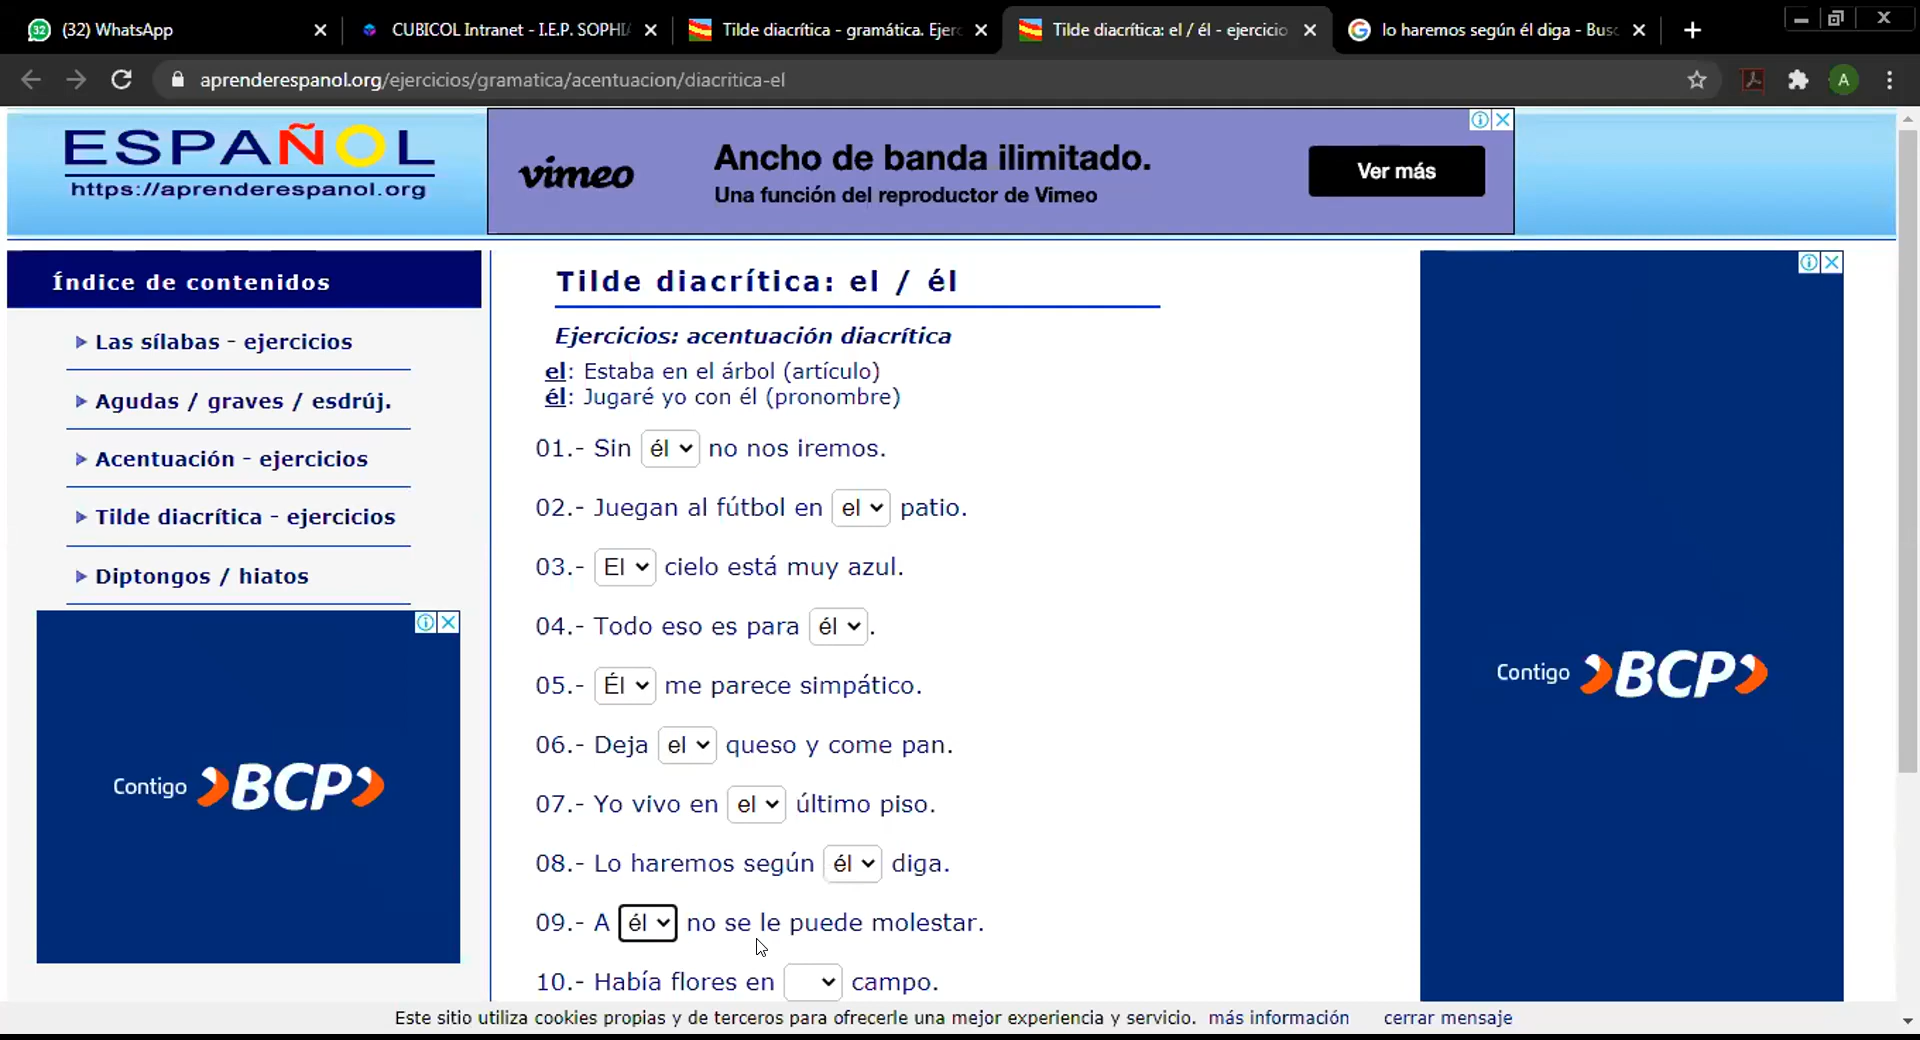 (32) WhatsApp
CUBICOL Intranet - I.E.P. SOPHI
Tilde diacrítica - gramática. Ejerc
Tilde diacrítica: el / él - ejercicio
lo haremos según él diga - Bus
aprenderespanol.org/ejercicios/gramatica/acentuacion/diacritica-el
A
ESPAÑOL
https://aprenderespanol.org
vimeo
Ancho de banda ilimitado.
Una función del reproductor de Vimeo
Ver más
Índice de contenidos
Las sílabas - ejercicios
Agudas / graves / esdrúj.
Acentuación - ejercicios
Tilde diacrítica - ejercicios
Diptongos / hiatos
Contigo BCP
Tilde diacrítica: el / él
Ejercicios: acentuación diacrítica
el: Estaba en el árbol (artículo)
él: Jugaré yo con él (pronombre)
01.- Sin él no nos iremos.
02.- Juegan al fútbol en el patio.
03.- El cielo está muy azul.
04.- Todo eso es para él.
05.- Él me parece simpático.
06.- Deja el queso y come pan.
07.- Yo vivo en el último piso.
08.- Lo haremos según él diga.
09.- A él no se le puede molestar.
10.- Había flores en campo.
Contigo BCP
Este sitio utiliza cookies propias y de terceros para ofrecerle una mejor experiencia y servicio. más información cerrar mensaje